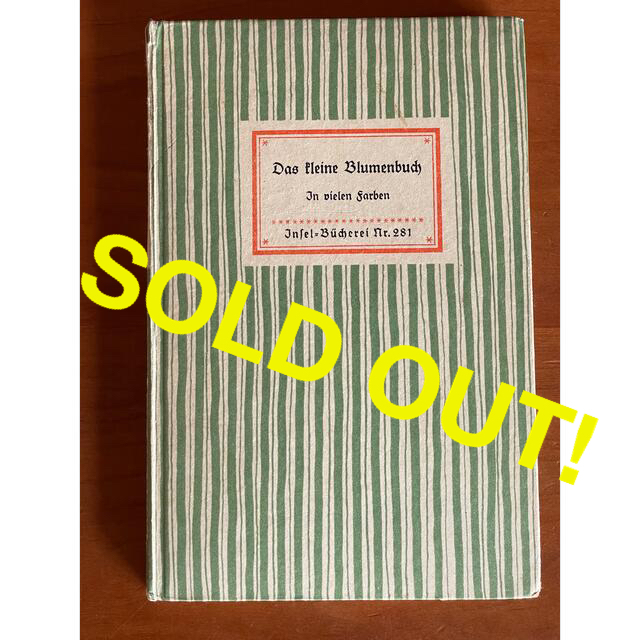 Das kleine Blumenbuch
In vielen Farben
Insel-Bücherei Nr. 281
SOLD OUT!